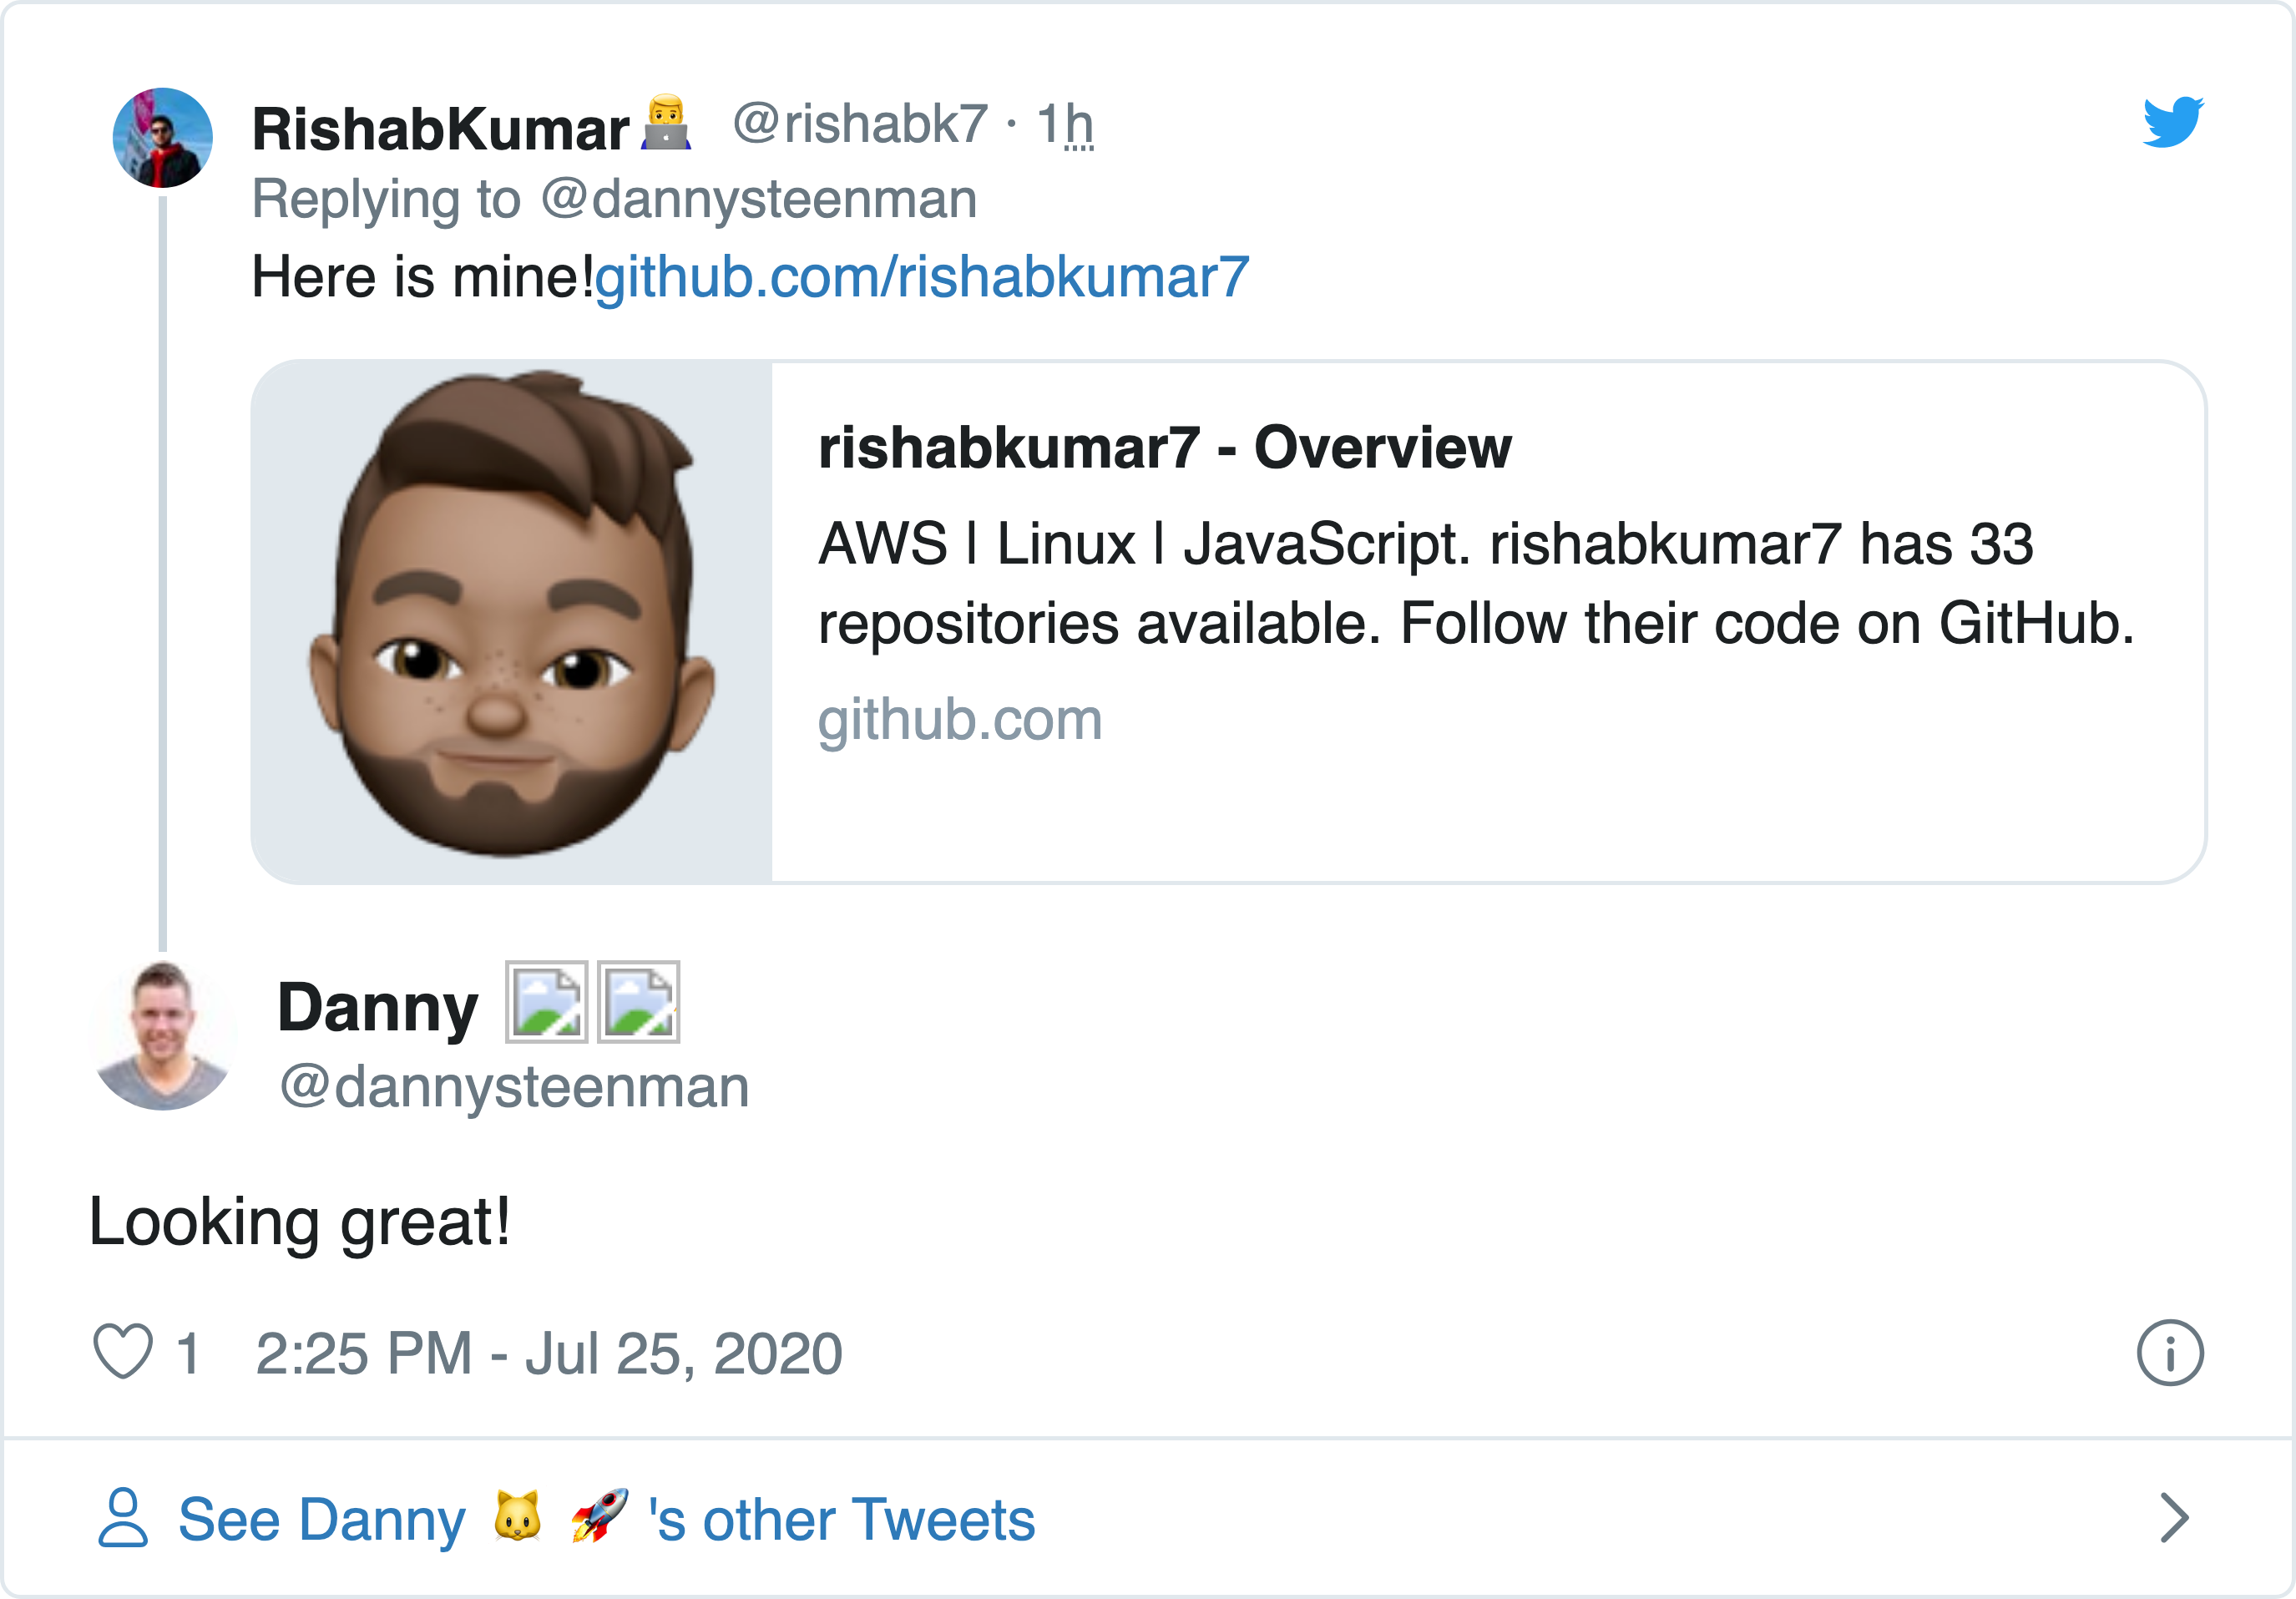 RishabKumar👨‍💻 @rishabk7 · 1h
Replying to @dannysteenman
Here is mine!github.com/rishabkumar7
rishabkumar7 - Overview
AWS | Linux | JavaScript. rishabkumar7 has 33
repositories available. Follow their code on GitHub.
github.com
Danny
@dannysteenman
Looking great!
1 2:25 PM - Jul 25, 2020
See Danny 🐱 🚀 's other Tweets